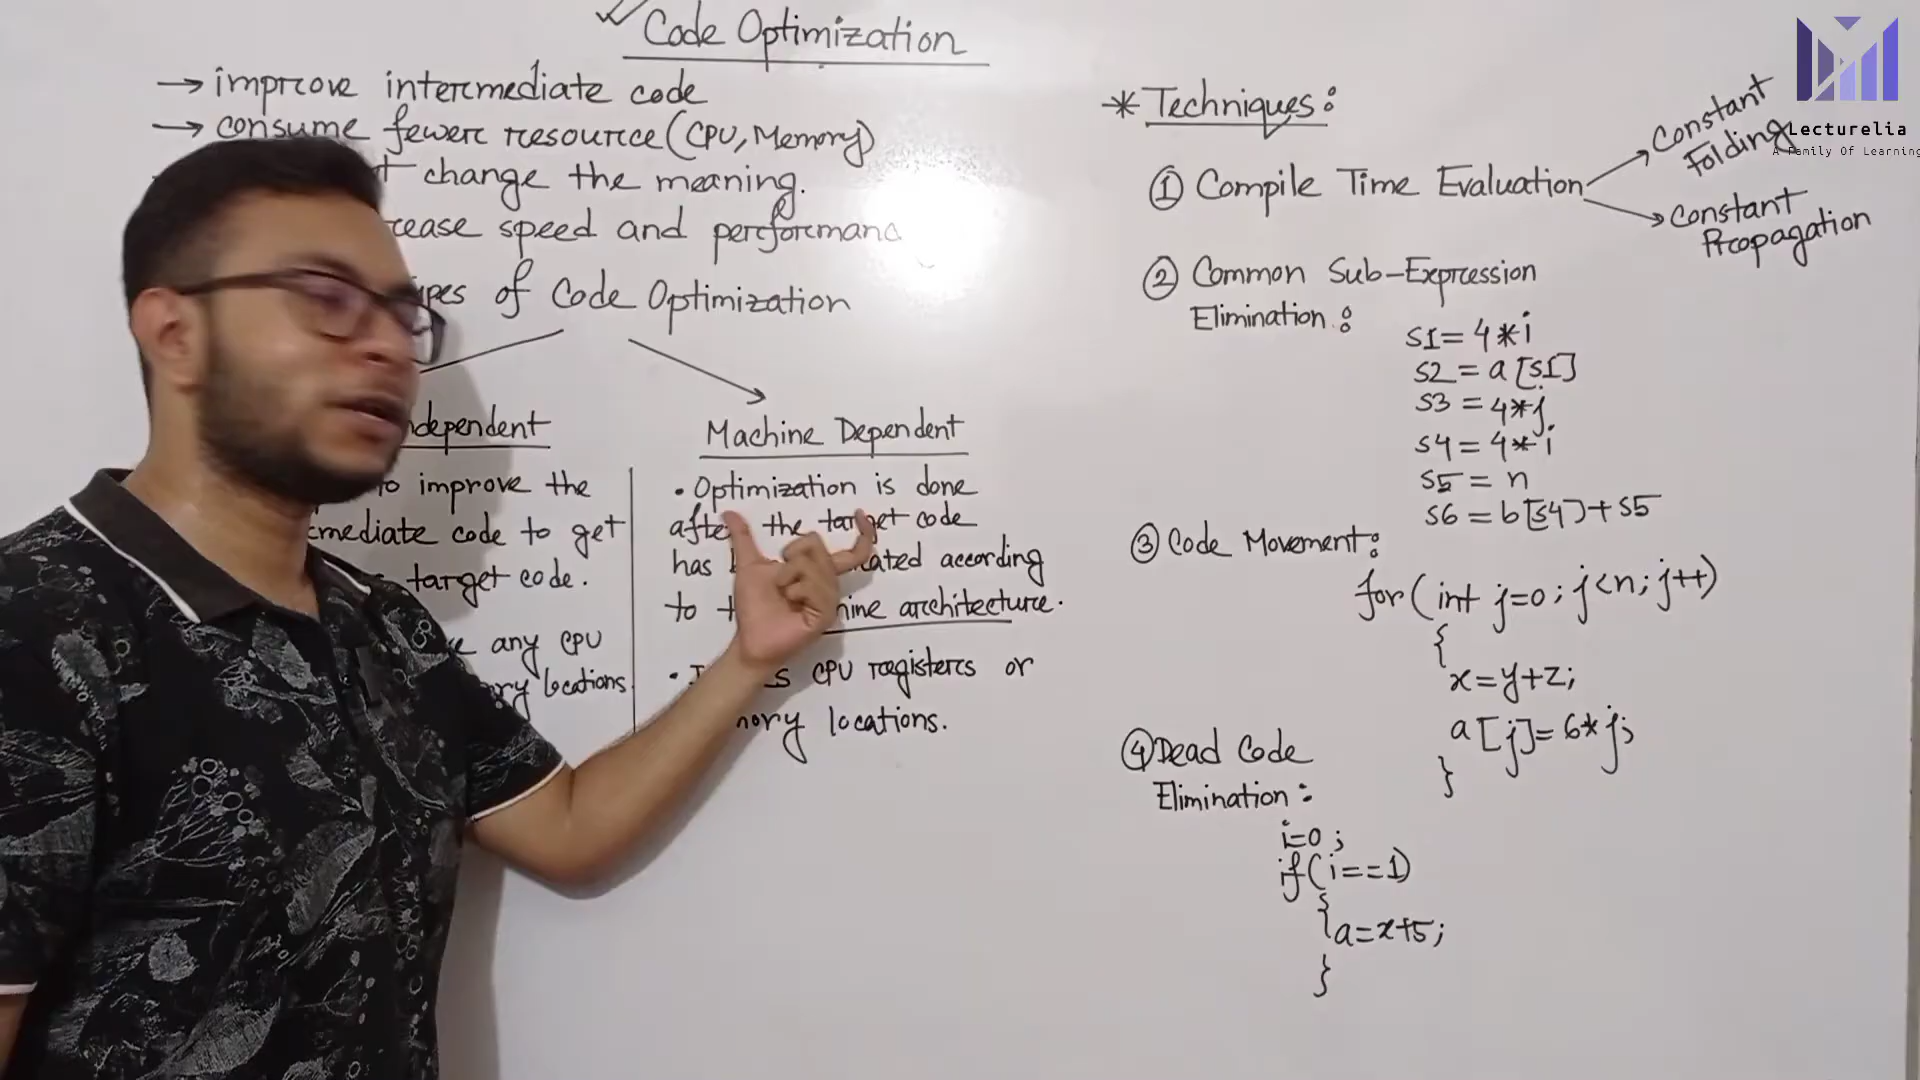 Code Optimization
→ improve intermediate code
→ consume fewer resource (CPU, Memory)
change the meaning.
speed and performanc
of Code Optimization
Machine Dependent
to improve the
code to get
target code.
any CPU
locations
• Optimization is done
after the target code
has according
to architecture.
• CPU registers or
locations.
* Techniques:
① Compile Time Evaluation
Constant
Folding
Constant
Propagation
② Common Sub-Expression
Elimination:
S1 = 4*i
S2 = a[S1]
S3 = 4*j
S4 = 4*i
S5 = n
S6 = b[S4]+S5
③ Code Movement:
for(int j=0; j<n; j++)
{
x=y+z;
a[j]=6*j;
}
④ Dead Code
Elimination:
i=0;
if(i==1)
{
a=x+5;
}
Lecturelia
A Family Of Learning